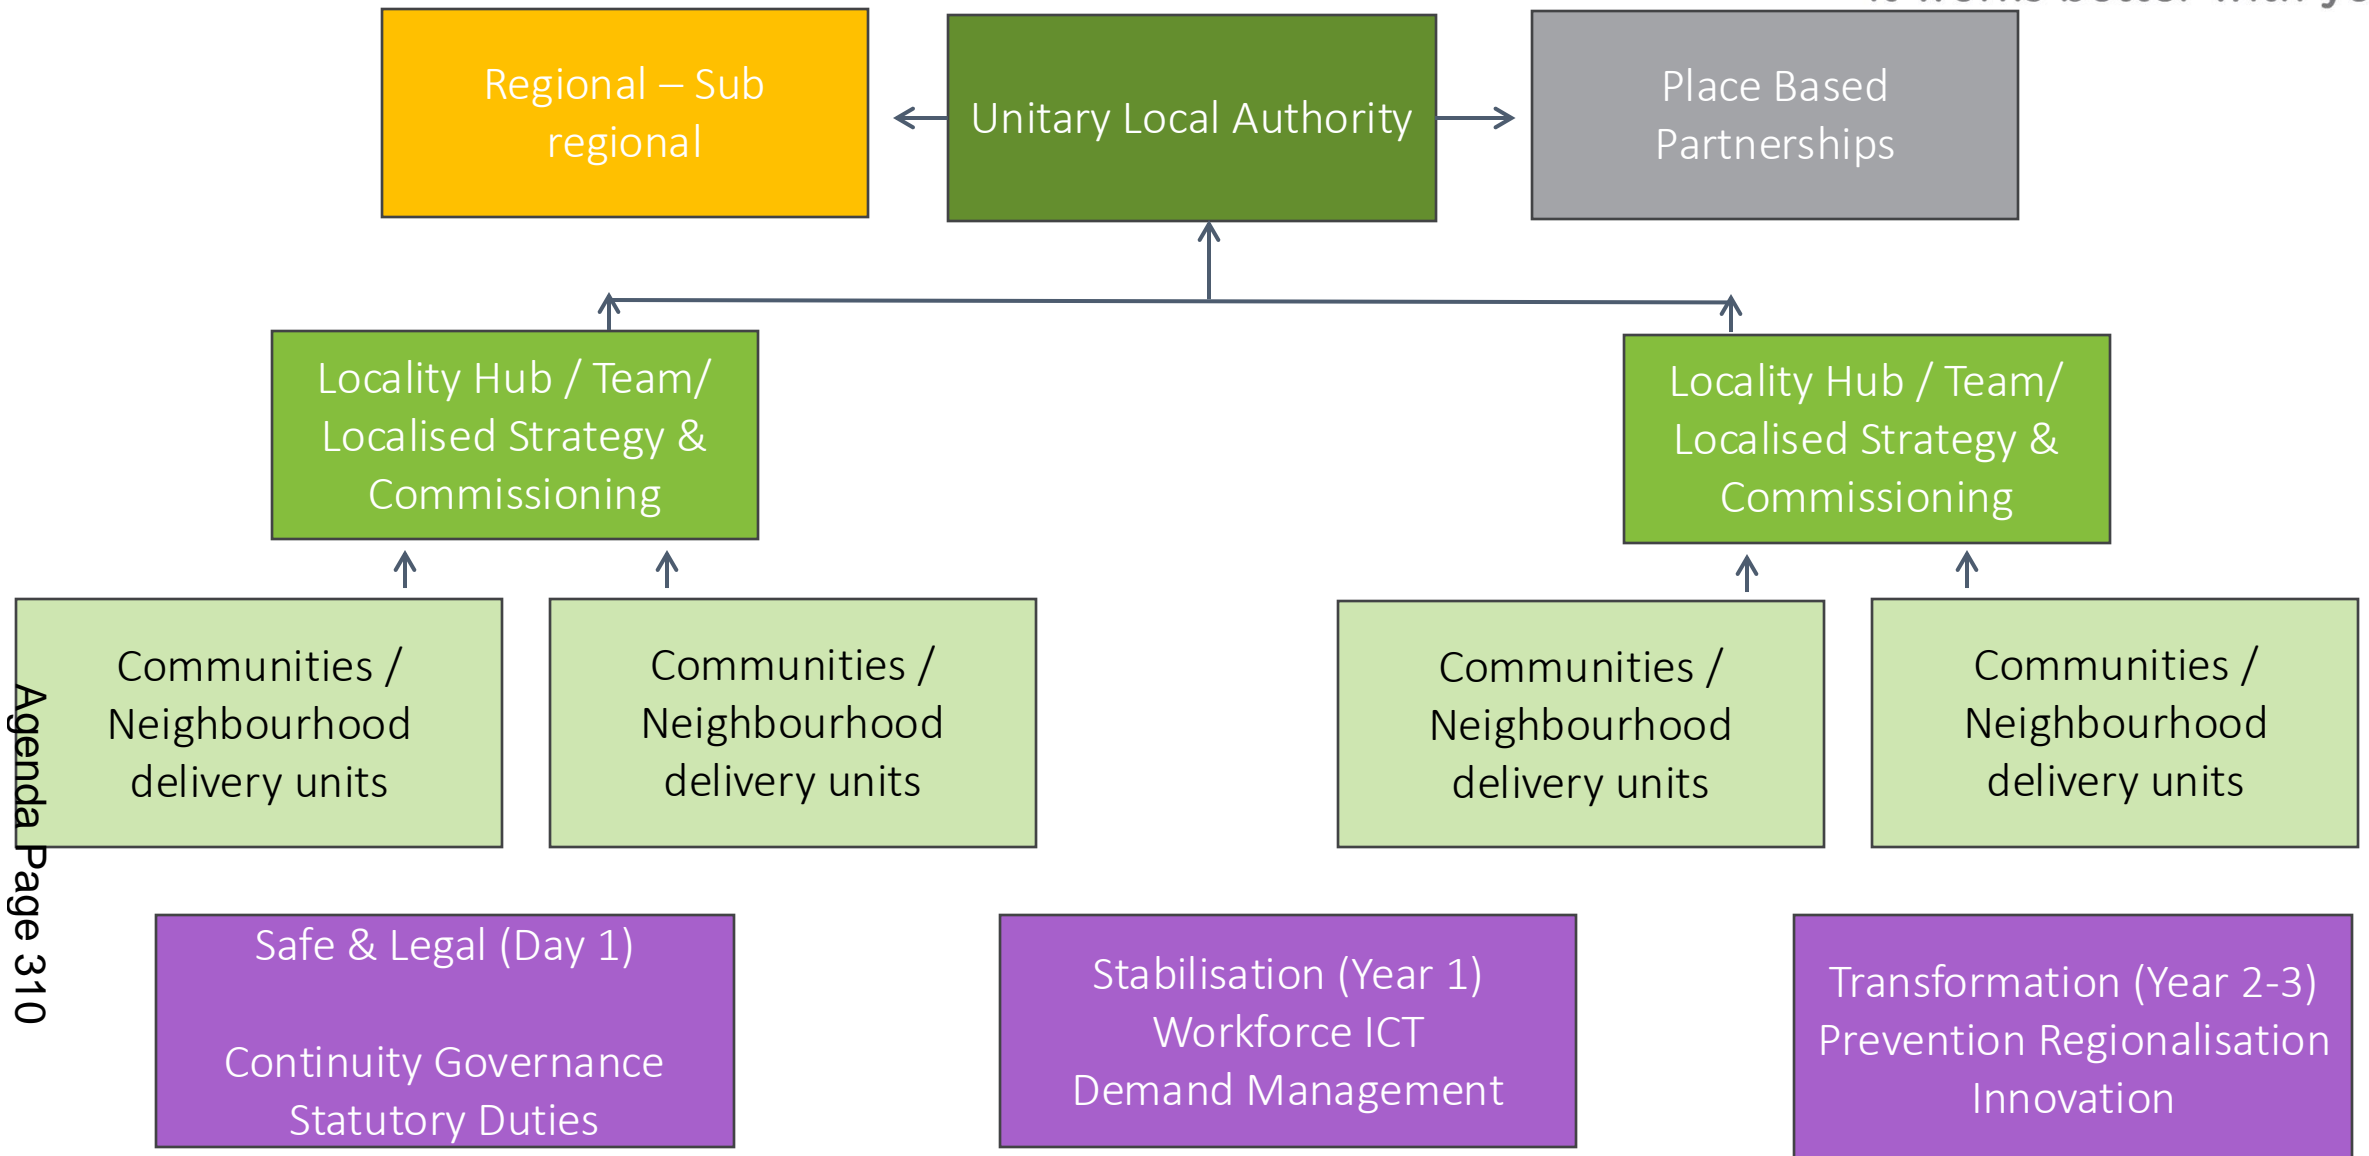 works better with
Regional – Sub
regional
Unitary Local Authority
Place Based
Partnerships
Locality Hub / Team/
Localised Strategy &
Commissioning
Locality Hub / Team/
Localised Strategy &
Commissioning
Communities /
Neighbourhood
delivery units
Communities /
Neighbourhood
delivery units
Communities /
Neighbourhood
delivery units
Communities /
Neighbourhood
delivery units
Agenda Page 310
Safe & Legal (Day 1)
Continuity Governance
Statutory Duties
Stabilisation (Year 1)
Workforce ICT
Demand Management
Transformation (Year 2-3)
Prevention Regionalisation
Innovation